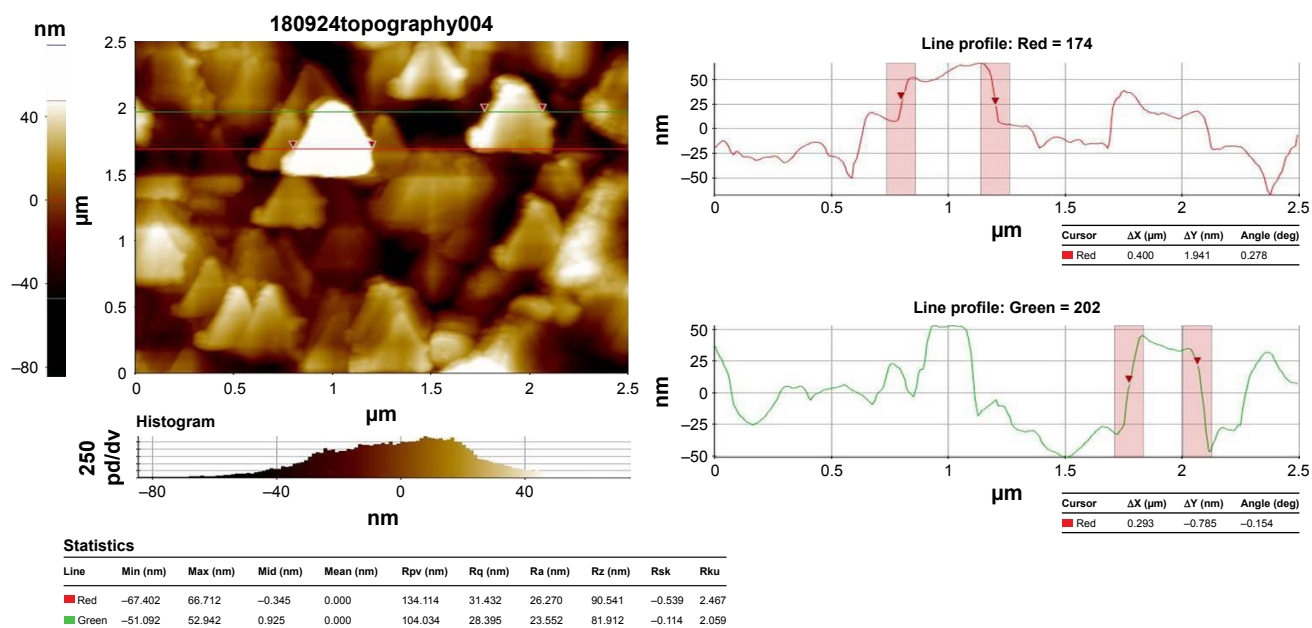 180924topography004
nm
40
0
−40
−80
2.5
2
1.5
1
0.5
0
µm
0 0.5 1 1.5 2 2.5
µm
Histogram
250
pd/dv
−80 −40 0 40
nm
Line profile: Red = 174
50
25
0
−25
−50
nm
0 0.5 1 1.5 2 2.5
µm
Cursor ΔX (µm) ΔY (nm) Angle (deg)
Red 0.400 1.941 0.278
Line profile: Green = 202
50
25
0
−25
−50
nm
0 0.5 1 1.5 2 2.5
µm
Cursor ΔX (µm) ΔY (nm) Angle (deg)
Red 0.293 −0.785 −0.154
Statistics
Line Min (nm) Max (nm) Mid (nm) Mean (nm) Rpv (nm) Rq (nm) Ra (nm) Rz (nm) Rsk Rku
Red −67.402 66.712 −0.345 0.000 134.114 31.432 26.270 90.541 −0.539 2.467
Green −51.092 52.942 0.925 0.000 104.034 28.395 23.552 81.912 −0.114 2.059